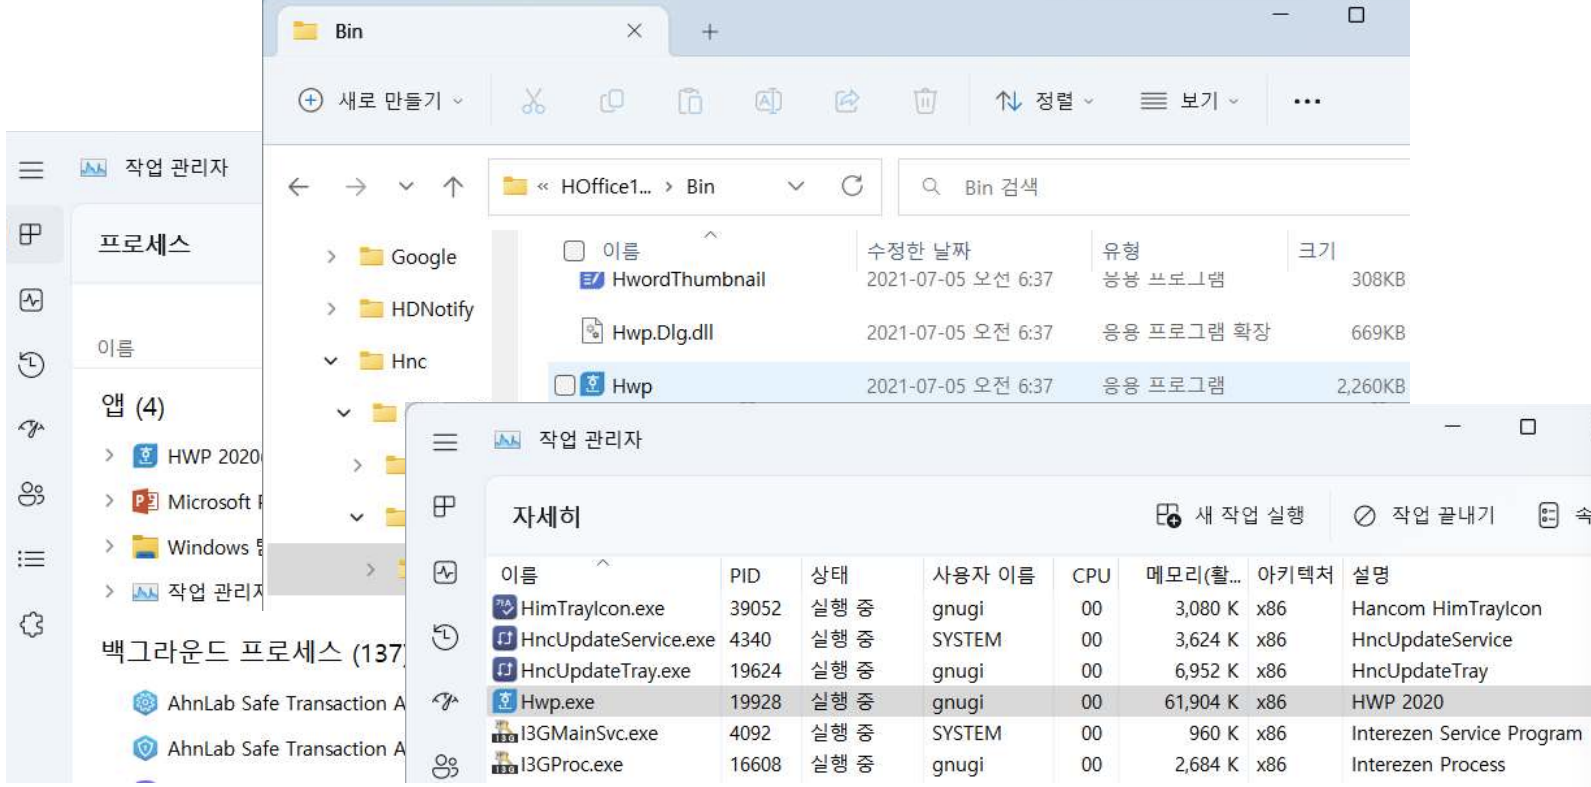 Bin
새로 만들기
정렬
보기
« HOffice1... > Bin
Bin 검색
작업 관리자
프로세스
이름
앱 (4)
HWP 2020
Microsoft
Windows
작업 관리자
백그라운드 프로세스 (137)
AhnLab Safe Transaction A
AhnLab Safe Transaction A
Google
HDNotify
Hnc
이름 수정한 날짜 유형 크기
HwordThumbnail 2021-07-05 오전 6:37 응용 프로그램 308KB
Hwp.Dlg.dll 2021-07-05 오전 6:37 응용 프로그램 확장 669KB
Hwp 2021-07-05 오전 6:37 응용 프로그램 2,260KB
작업 관리자
자세히
새 작업 실행
작업 끝내기
속
이름 PID 상태 사용자 이름 CPU 메모리(활... 아키텍처 설명
HimTrayIcon.exe 39052 실행 중 gnugi 00 3,080 K x86 Hancom HimTrayIcon
HncUpdateService.exe 4340 실행 중 SYSTEM 00 3,624 K x86 HncUpdateService
HncUpdateTray.exe 19624 실행 중 gnugi 00 6,952 K x86 HncUpdateTray
Hwp.exe 19928 실행 중 gnugi 00 61,904 K x86 HWP 2020
I3GMainSvc.exe 4092 실행 중 SYSTEM 00 960 K x86 Interezen Service Program
I3GProc.exe 16608 실행 중 gnugi 00 2,684 K x86 Interezen Process